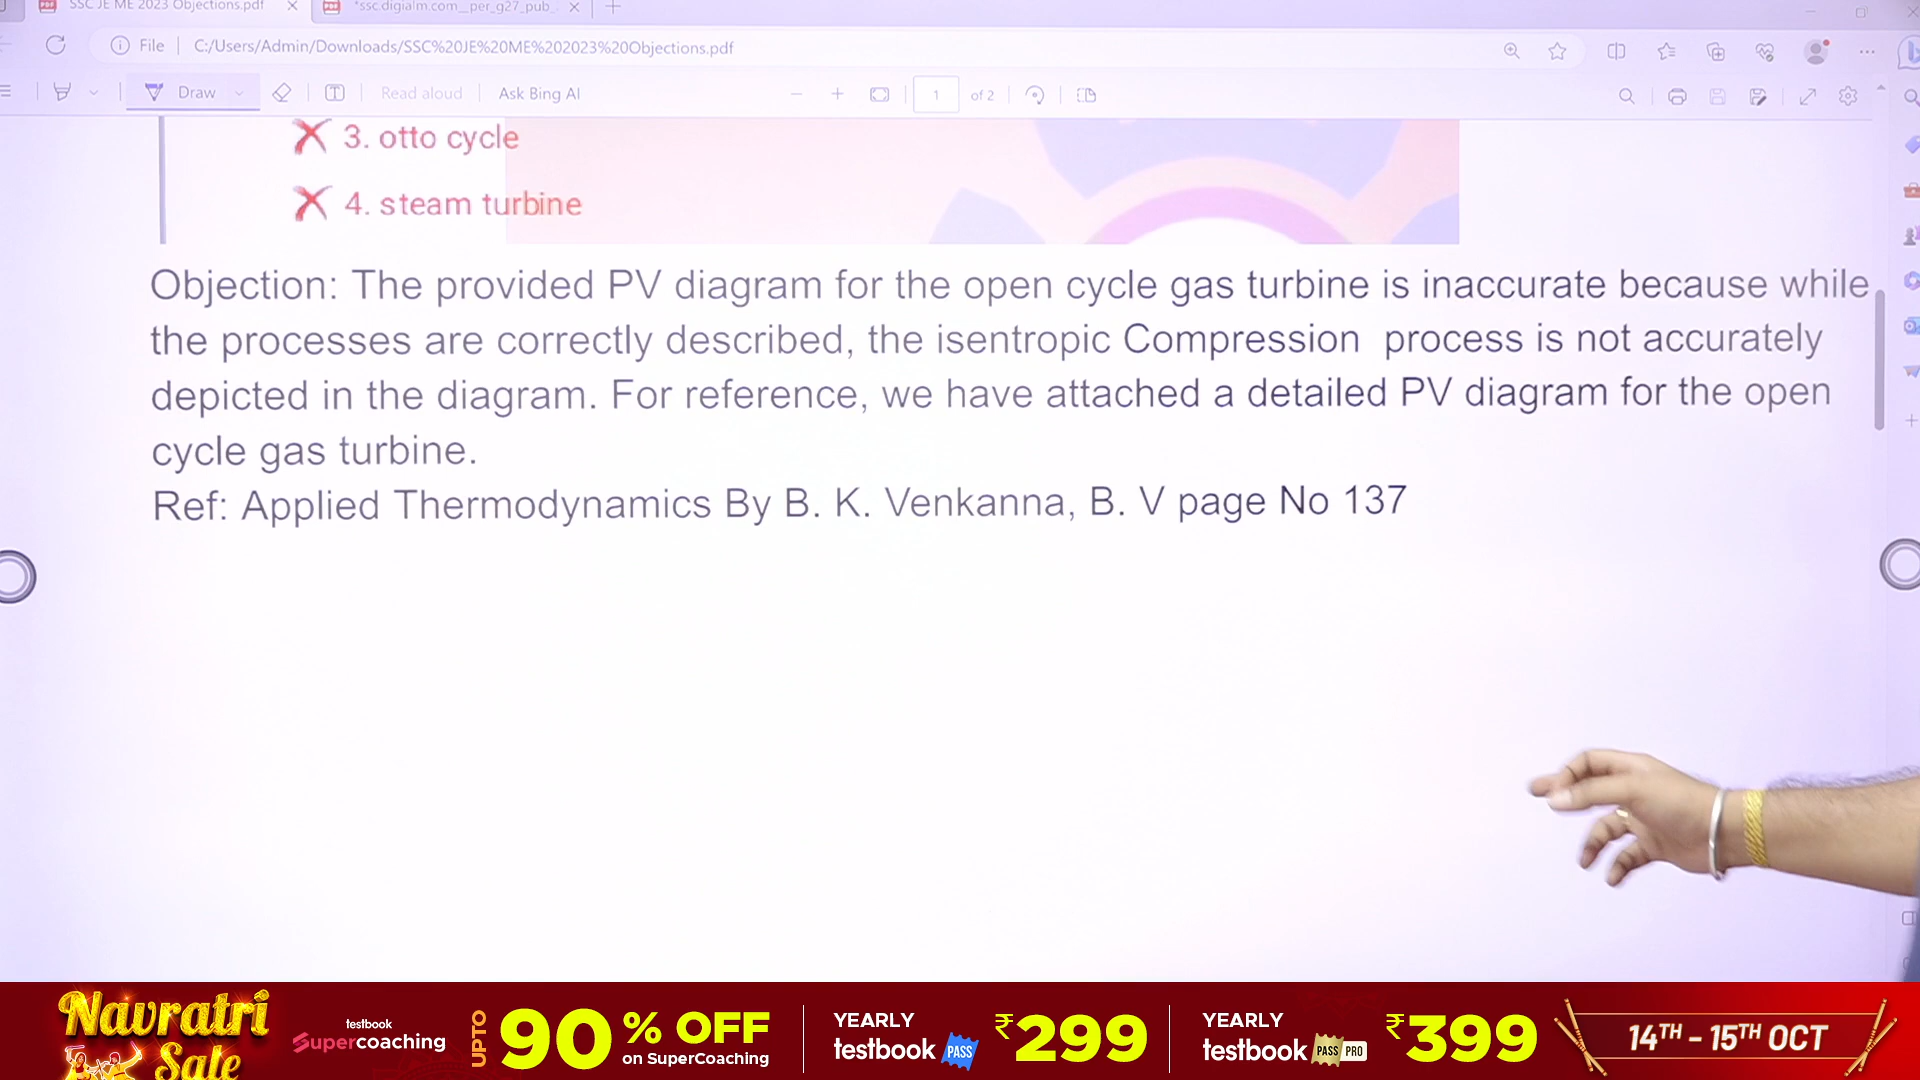 SSC JE ME 2023 Objections.pdf
*ssc.digialm.com__per_g27_pub_
File
C:/Users/Admin/Downloads/SSC%20JE%20ME%202023%20Objections.pdf
Draw
Read aloud
Ask Bing AI
1
of 2
3. otto cycle
4. steam turbine
Objection: The provided PV diagram for the open cycle gas turbine is inaccurate because while
the processes are correctly described, the isentropic Compression process is not accurately
depicted in the diagram. For reference, we have attached a detailed PV diagram for the open
cycle gas turbine.
Ref: Applied Thermodynamics By B. K. Venkanna, B. V page No 137
Navratri
Sale
testbook
Supercoaching
UPTO
90% OFF
on SuperCoaching
YEARLY
testbook PASS
₹299
YEARLY
testbook PASS PRO
₹399
14TH - 15TH OCT